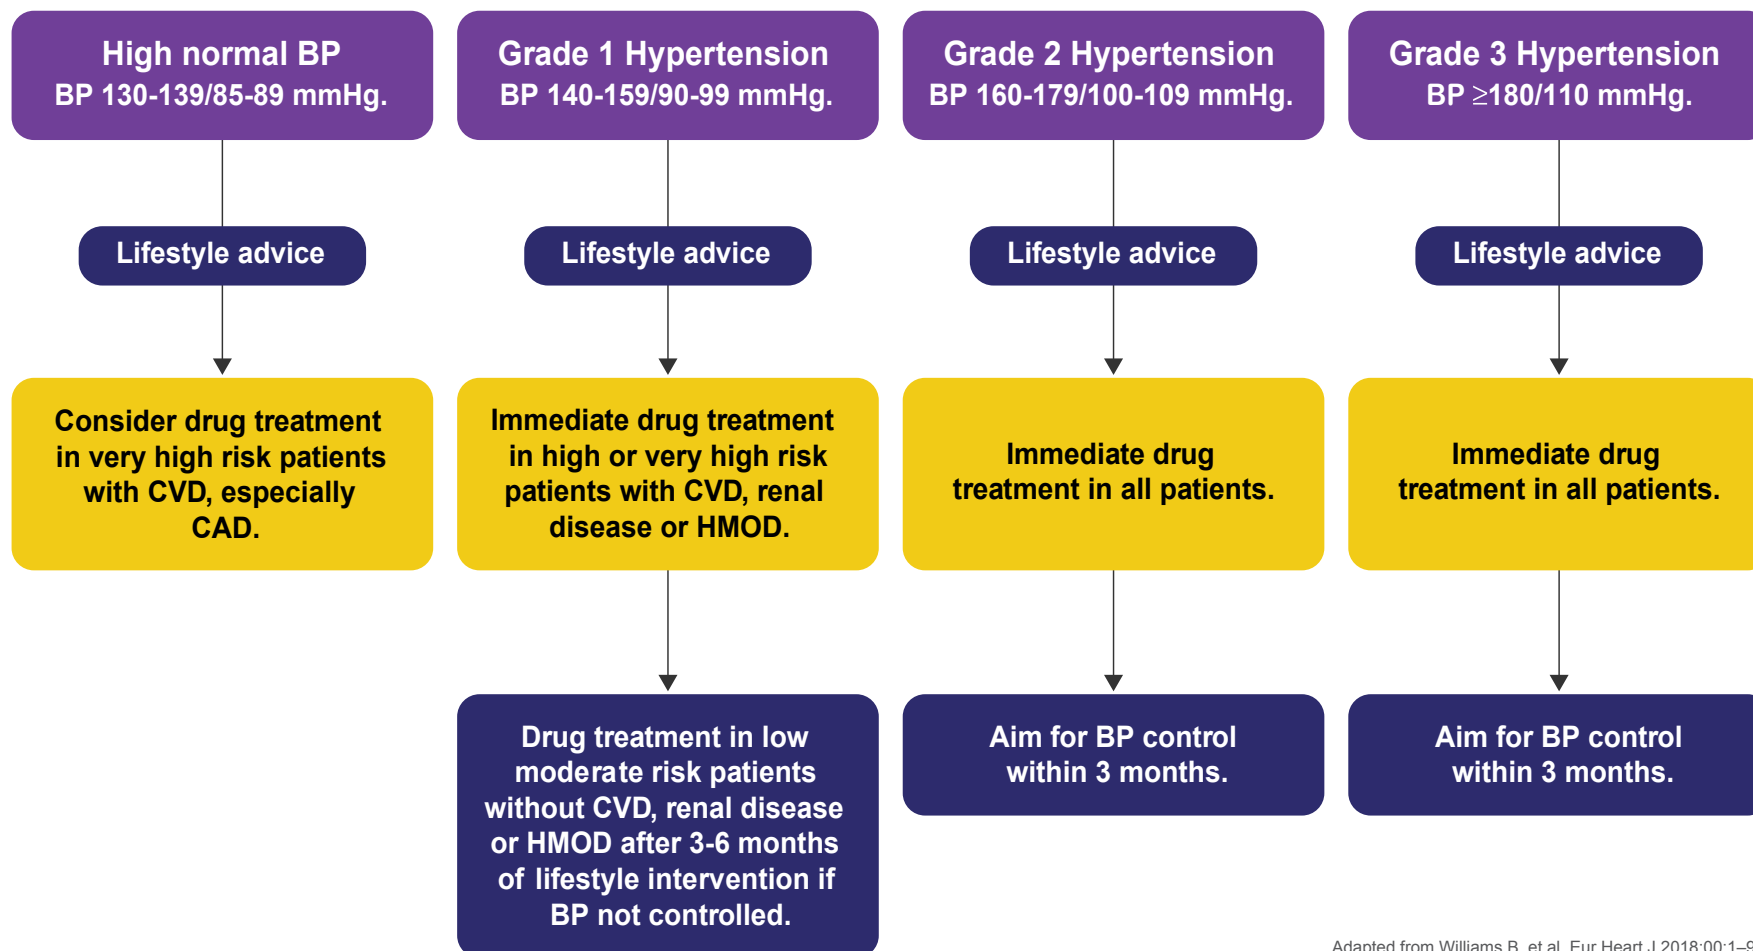 High normal BP
BP 130-139/85-89 mmHg.
Lifestyle advice
Consider drug treatment
in very high risk patients
with CVD, especially
CAD.
Grade 1 Hypertension
BP 140-159/90-99 mmHg.
Lifestyle advice
Immediate drug treatment
in high or very high risk
patients with CVD, renal
disease or HMOD.
Drug treatment in low
moderate risk patients
without CVD, renal disease
or HMOD after 3-6 months
of lifestyle intervention if
BP not controlled.
Grade 2 Hypertension
BP 160-179/100-109 mmHg.
Lifestyle advice
Immediate drug
treatment in all patients.
Aim for BP control
within 3 months.
Grade 3 Hypertension
BP ≥180/110 mmHg.
Lifestyle advice
Immediate drug
treatment in all patients.
Aim for BP control
within 3 months.
Adapted from Williams B, et al. Eur Heart J 2018;00:1–9